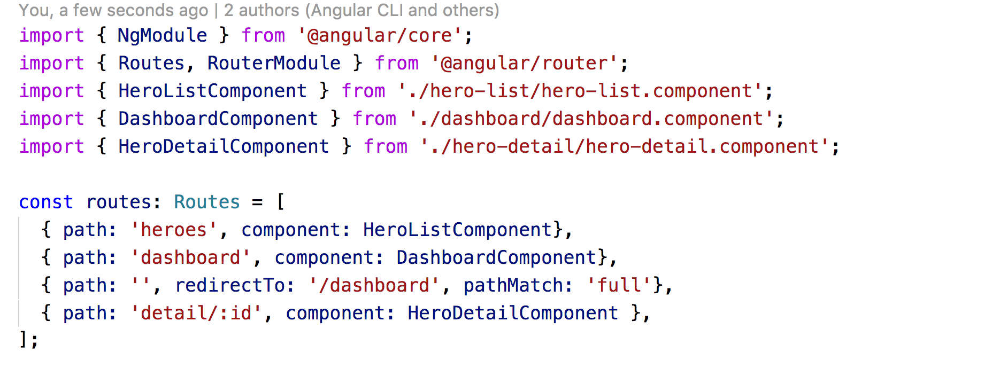 You, a few seconds ago | 2 authors (Angular CLI and others)
import { NgModule } from '@angular/core';
import { Routes, RouterModule } from '@angular/router';
import { HeroListComponent } from './hero-list/hero-list.component';
import { DashboardComponent } from './dashboard/dashboard.component';
import { HeroDetailComponent } from './hero-detail/hero-detail.component';

const routes: Routes = [
  { path: 'heroes', component: HeroListComponent},
  { path: 'dashboard', component: DashboardComponent},
  { path: '', redirectTo: '/dashboard', pathMatch: 'full'},
  { path: 'detail/:id', component: HeroDetailComponent },
];